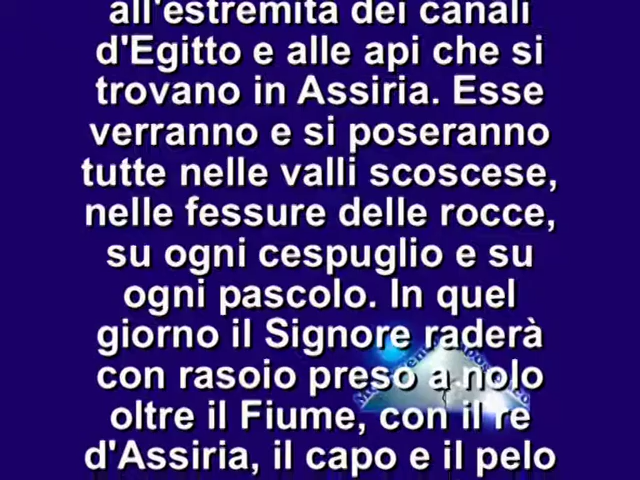 all'estremità dei canali
d'Egitto e alle api che si
trovano in Assiria. Esse
verranno e si poseranno
tutte nelle valli scoscese,
nelle fessure delle rocce,
su ogni cespuglio e su
ogni pascolo. In quel
giorno il Signore raderà
con rasoio preso a nolo
oltre il Fiume, con il re
d'Assiria, il capo e il pelo